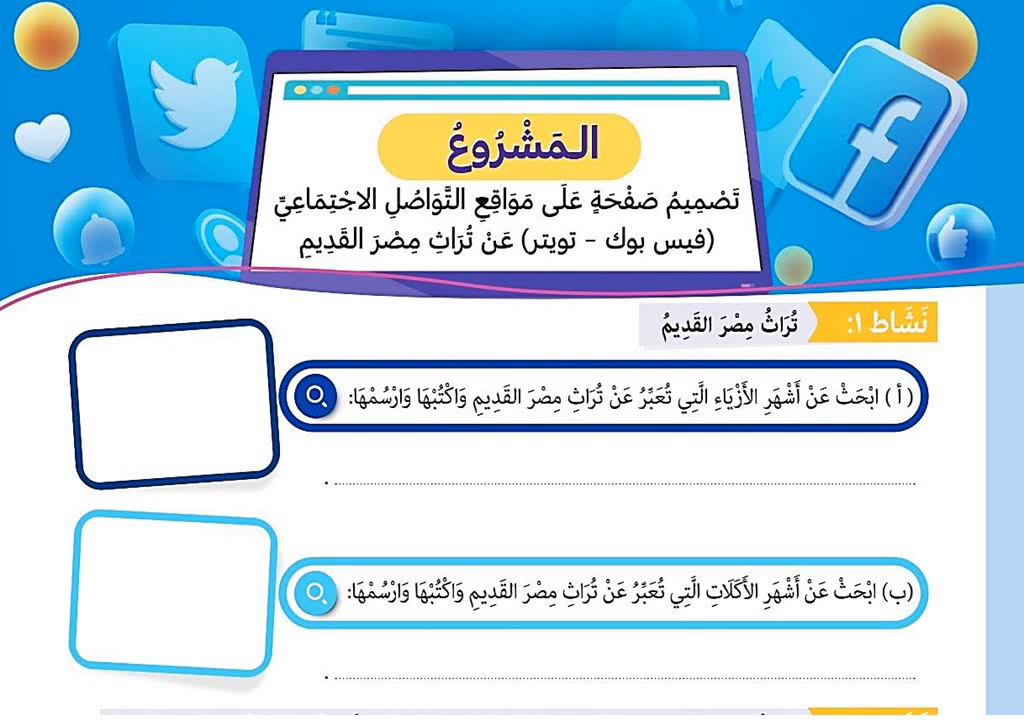 المَشْرُوعُ
تَصْمِيمُ صَفْحَةٍ عَلَى مَوَاقِعِ التَّوَاصُلِ الاجْتِمَاعِيِّ
(فيس بوك - تويتر) عَنْ تُرَاثِ مِصْرَ القَدِيمِ
نَشَاط ١: تُرَاثُ مِصْرَ القَدِيمُ
(أ) ابْحَثْ عَنْ أَشْهَرِ الأَزْيَاءِ الَّتِي تُعَبِّرُ عَنْ تُرَاثِ مِصْرَ القَدِيمِ وَاكْتُبْهَا وَارْسُمْهَا:
(ب) ابْحَثْ عَنْ أَشْهَرِ الأَكَلَاتِ الَّتِي تُعَبِّرُ عَنْ تُرَاثِ مِصْرَ القَدِيمِ وَاكْتُبْهَا وَارْسُمْهَا: